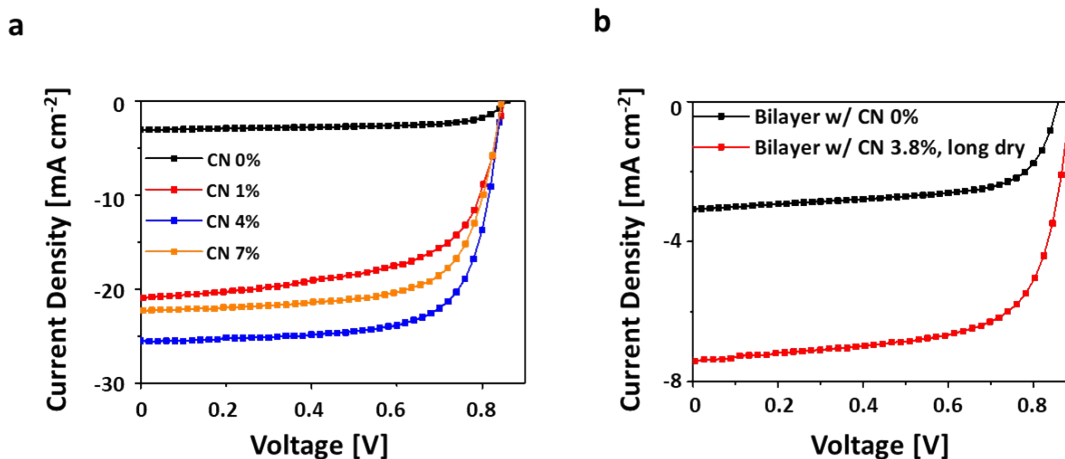 a
Current Density [mA cm⁻²]
0
-10
-20
-30
CN 0%
CN 1%
CN 4%
CN 7%
0
0.2
0.4
0.6
0.8
Voltage [V]
b
Current Density [mA cm⁻²]
0
-4
-8
Bilayer w/ CN 0%
Bilayer w/ CN 3.8%, long dry
0
0.2
0.4
0.6
0.8
Voltage [V]